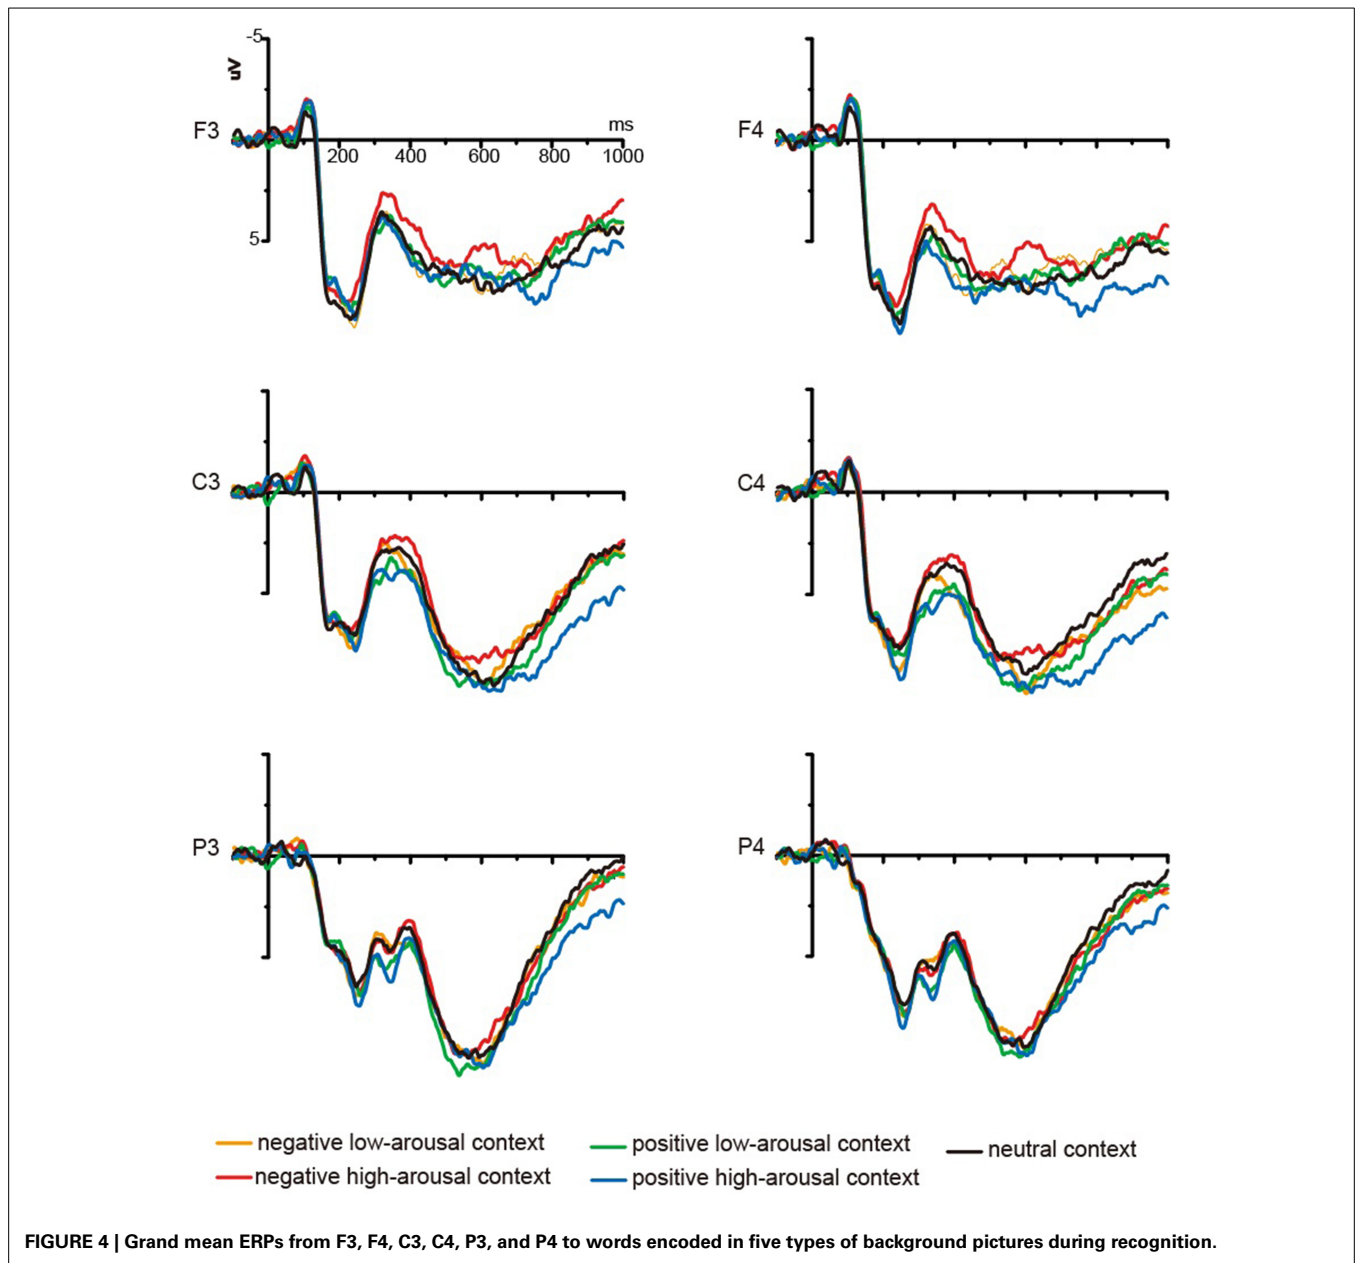 -5
uV
F3
ms
200 400 600 800 1000
5
F4
C3
C4
P3
P4
negative low-arousal context
positive low-arousal context
neutral context
negative high-arousal context
positive high-arousal context
FIGURE 4 | Grand mean ERPs from F3, F4, C3, C4, P3, and P4 to words encoded in five types of background pictures during recognition.